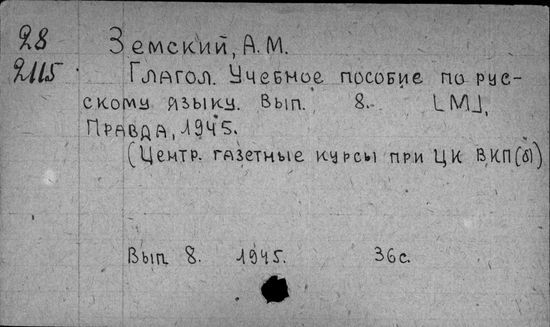 28 Земский, А.М.
2115 Глагол. Учебное пособие по рус-
скому языку. Вып. 8. [М],
Правда, 1945.
(Центр. газетные курсы при ЦК ВКП(б))
Вып. 8. 1945. 36с.